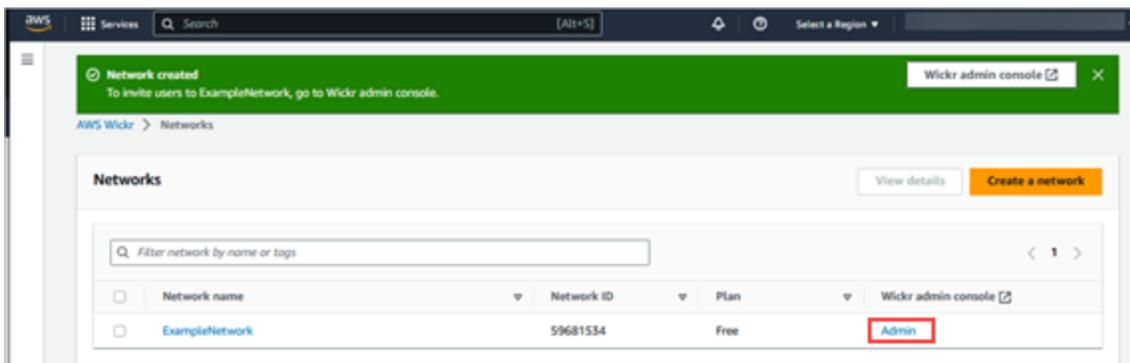 aws
Services
Search
[Alt+S]
Select a Region
Network created
To invite users to ExampleNetwork, go to Wickr admin console.
Wickr admin console
AWS Wickr > Networks
Networks
View details
Create a network
Filter network by name or tags
< 1 >
Network name
Network ID
Plan
Wickr admin console
ExampleNetwork
59681534
Free
Admin